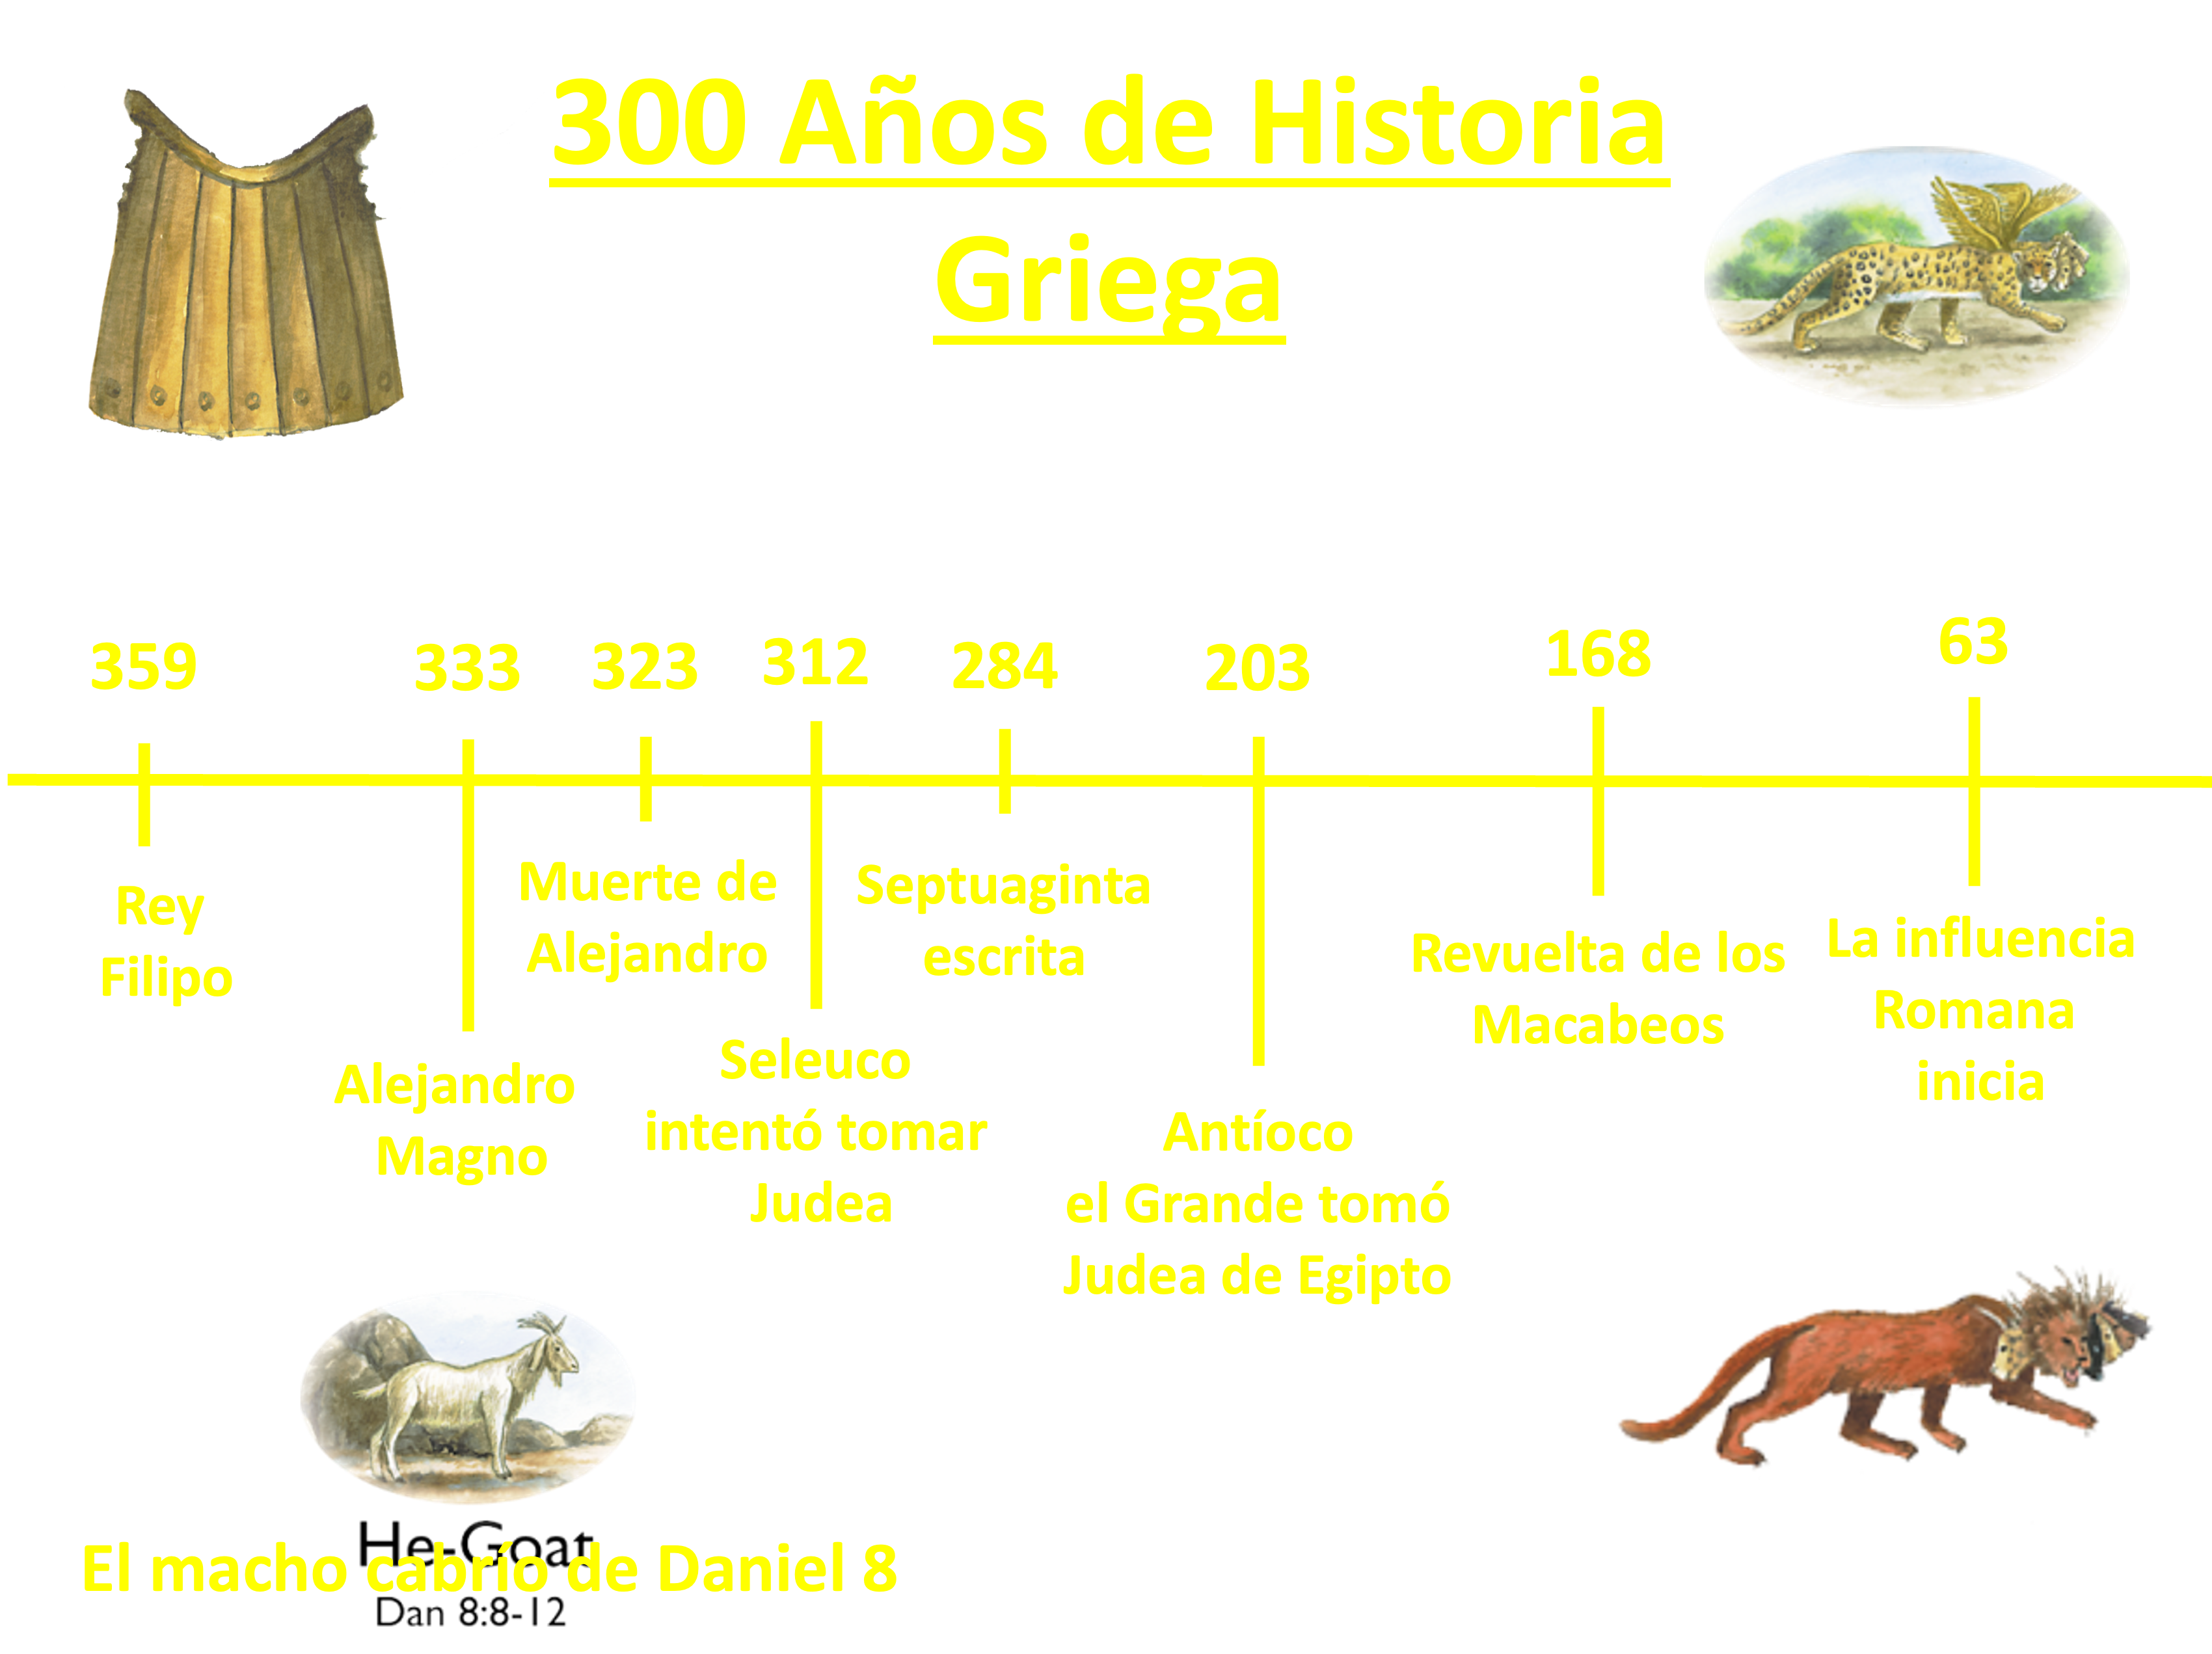 300 Años de Historia
Griega
359
333
323
312
284
203
168
63
Rey
Filipo
Alejandro
Magno
Muerte de
Alejandro
Seleuco
intentó tomar
Judea
Septuaginta
escrita
Antíoco
el Grande tomó
Judea de Egipto
Revuelta de los
Macabeos
La influencia
Romana
inicia
He-Goat
El macho cabrío de Daniel 8
Dan 8:8-12